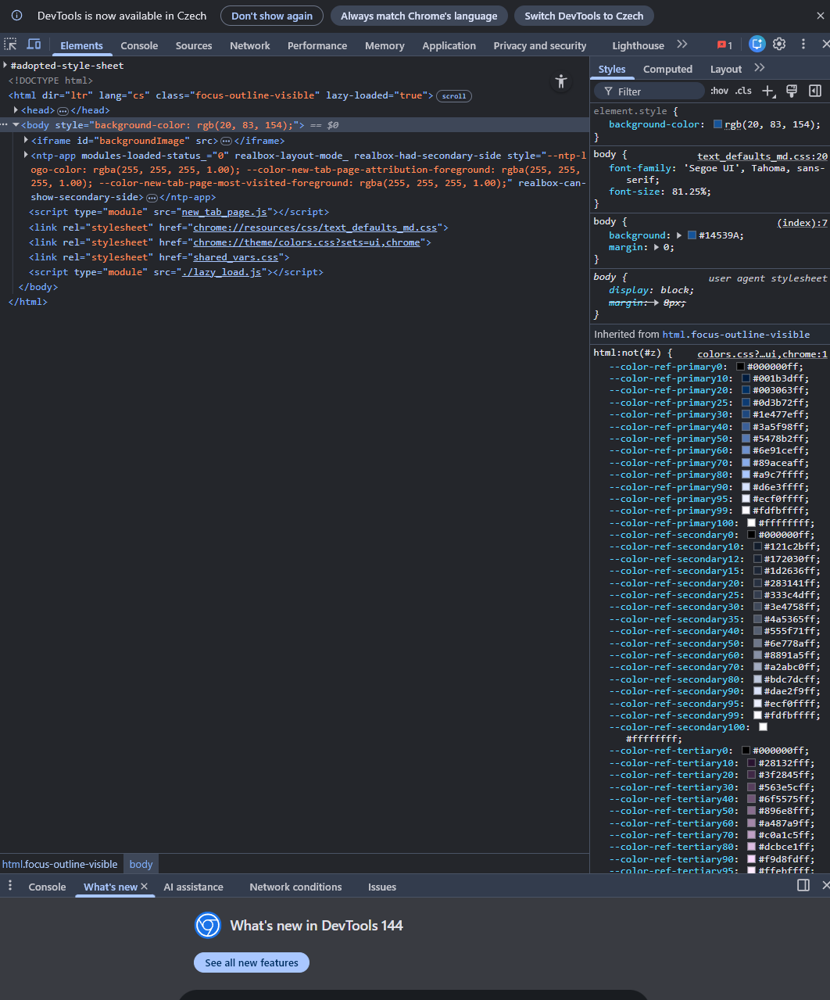 DevTools is now available in Czech
Don't show again
Always match Chrome's language
Switch DevTools to Czech
Elements Console Sources Network Performance Memory Application Privacy and security Lighthouse
1
#adopted-style-sheet
<!DOCTYPE html>
<html dir="ltr" lang="cs" class="focus-outline-visible" lazy-loaded="true"> scroll
<head>…</head>
<body style="background-color: rgb(20, 83, 154);"> == $0
<iframe id="backgroundImage" src>…</iframe>
<ntp-app modules-loaded-status_="0" realbox-layout-mode_ realbox-had-secondary-side style="--ntp-l
ogo-color: rgba(255, 255, 255, 1.00); --color-new-tab-page-attribution-foreground: rgba(255, 255,
255, 1.00); --color-new-tab-page-most-visited-foreground: rgba(255, 255, 255, 1.00);" realbox-can-
show-secondary-side>…</ntp-app>
<script type="module" src="new_tab_page.js"></script>
<link rel="stylesheet" href="chrome://resources/css/text_defaults_md.css">
<link rel="stylesheet" href="chrome://theme/colors.css?sets=ui,chrome">
<link rel="stylesheet" href="shared_vars.css">
<script type="module" src="./lazy_load.js"></script>
</body>
</html>
html.focus-outline-visible body
Styles Computed Layout
Filter :hov .cls
element.style {
background-color: rgb(20, 83, 154);
}
body { text_defaults_md.css:20
font-family: 'Segoe UI', Tahoma, sans-
serif;
font-size: 81.25%;
}
body { (index):7
background: #14539A;
margin: 0;
}
body { user agent stylesheet
display: block;
margin: 8px;
}
Inherited from html.focus-outline-visible
html:not(#z) { colors.css?…ui,chrome:1
--color-ref-primary0: #000000ff;
--color-ref-primary10: #001b3dff;
--color-ref-primary20: #003063ff;
--color-ref-primary25: #0d3b72ff;
--color-ref-primary30: #1e477eff;
--color-ref-primary40: #3a5f98ff;
--color-ref-primary50: #5478b2ff;
--color-ref-primary60: #6e91ceff;
--color-ref-primary70: #89aceaff;
--color-ref-primary80: #a9c7ffff;
--color-ref-primary90: #d6e3ffff;
--color-ref-primary95: #ecf0ffff;
--color-ref-primary99: #fdfbffff;
--color-ref-primary100: #ffffffff;
--color-ref-secondary0: #000000ff;
--color-ref-secondary10: #121c2bff;
--color-ref-secondary12: #172030ff;
--color-ref-secondary15: #1d2636ff;
--color-ref-secondary20: #283141ff;
--color-ref-secondary25: #333c4dff;
--color-ref-secondary30: #3e4758ff;
--color-ref-secondary35: #4a5365ff;
--color-ref-secondary40: #555f71ff;
--color-ref-secondary50: #6e778aff;
--color-ref-secondary60: #8891a5ff;
--color-ref-secondary70: #a2abc0ff;
--color-ref-secondary80: #bdc7dcff;
--color-ref-secondary90: #dae2f9ff;
--color-ref-secondary95: #ecf0ffff;
--color-ref-secondary99: #fdfbffff;
--color-ref-secondary100:
#ffffffff;
--color-ref-tertiary0: #000000ff;
--color-ref-tertiary10: #28132fff;
--color-ref-tertiary20: #3f2845ff;
--color-ref-tertiary30: #563e5cff;
--color-ref-tertiary40: #6f5575ff;
--color-ref-tertiary50: #896e8fff;
--color-ref-tertiary60: #a487a9ff;
--color-ref-tertiary70: #c0a1c5ff;
--color-ref-tertiary80: #dcbce1ff;
--color-ref-tertiary90: #f9d8fdff;
--color-ref-tertiary95: #ffebffff;
Console What's new AI assistance Network conditions Issues
What's new in DevTools 144
See all new features